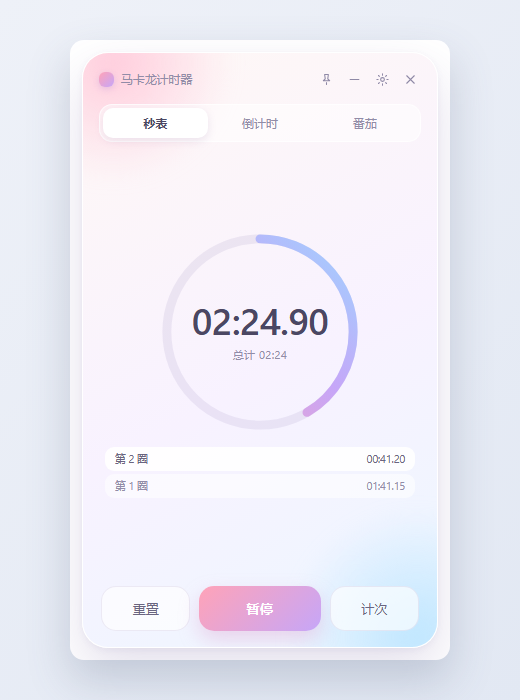 马卡龙计时器
秒表 倒计时 番茄
02:24.90
总计 02:24
第 2 圈 00:41.20
第 1 圈 01:41.15
重置 暂停 计次